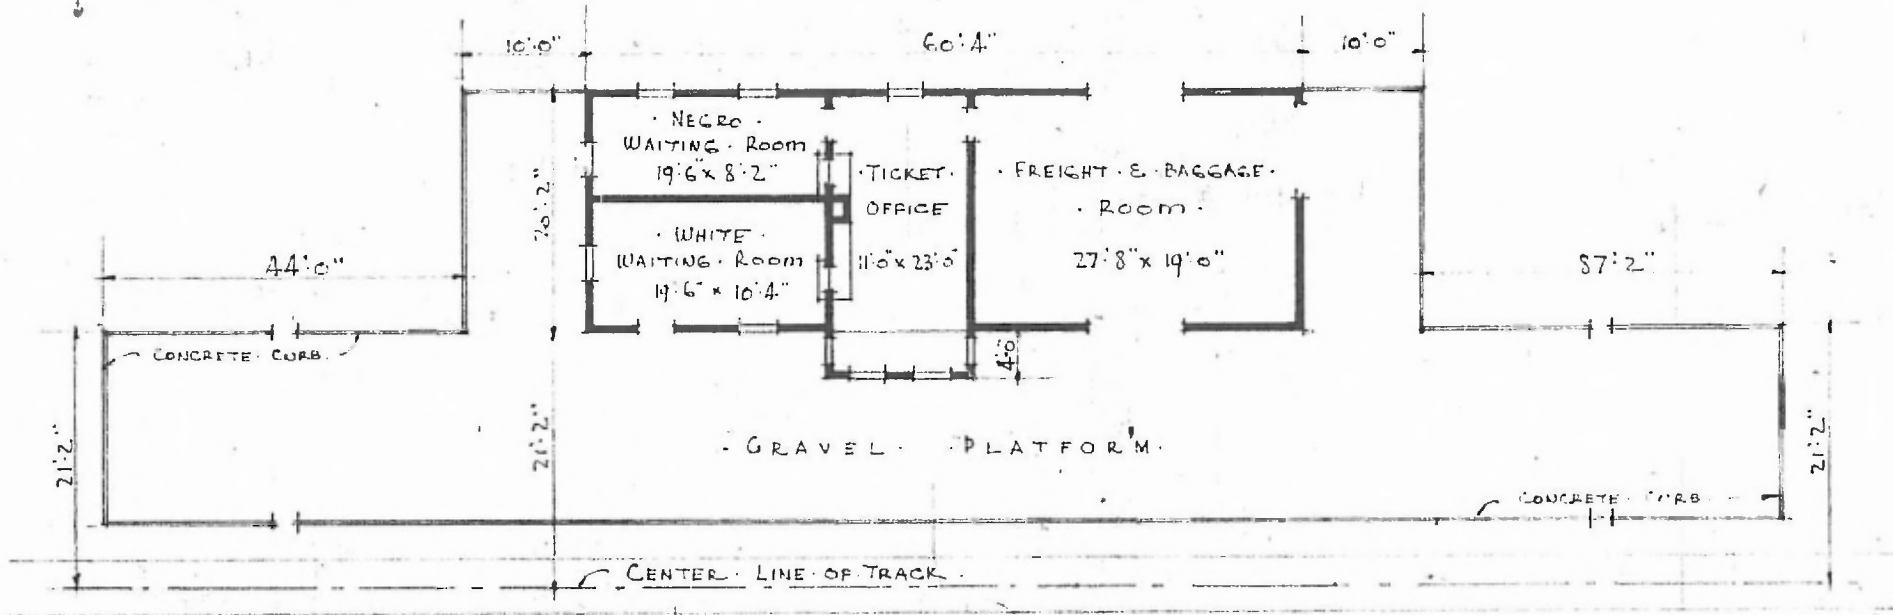 10'-0"
60'-4"
10'-0"
· NEGRO ·
WAITING · ROOM
19'-6" x 8'-2"
20'-2"
· TICKET ·
OFFICE
11'-0" x 23'-0"
· FREIGHT · & · BAGGAGE ·
· ROOM ·
27'-8" x 19'-0"
· WHITE ·
WAITING · ROOM
19'-6" x 10'-4"
44'-0"
87'-2"
CONCRETE · CURB
4'-0
21'-2"
21'-2"
· GRAVEL · · PLATFORM ·
21'-2"
CONCRETE · CURB
CENTER · LINE · OF · TRACK ·